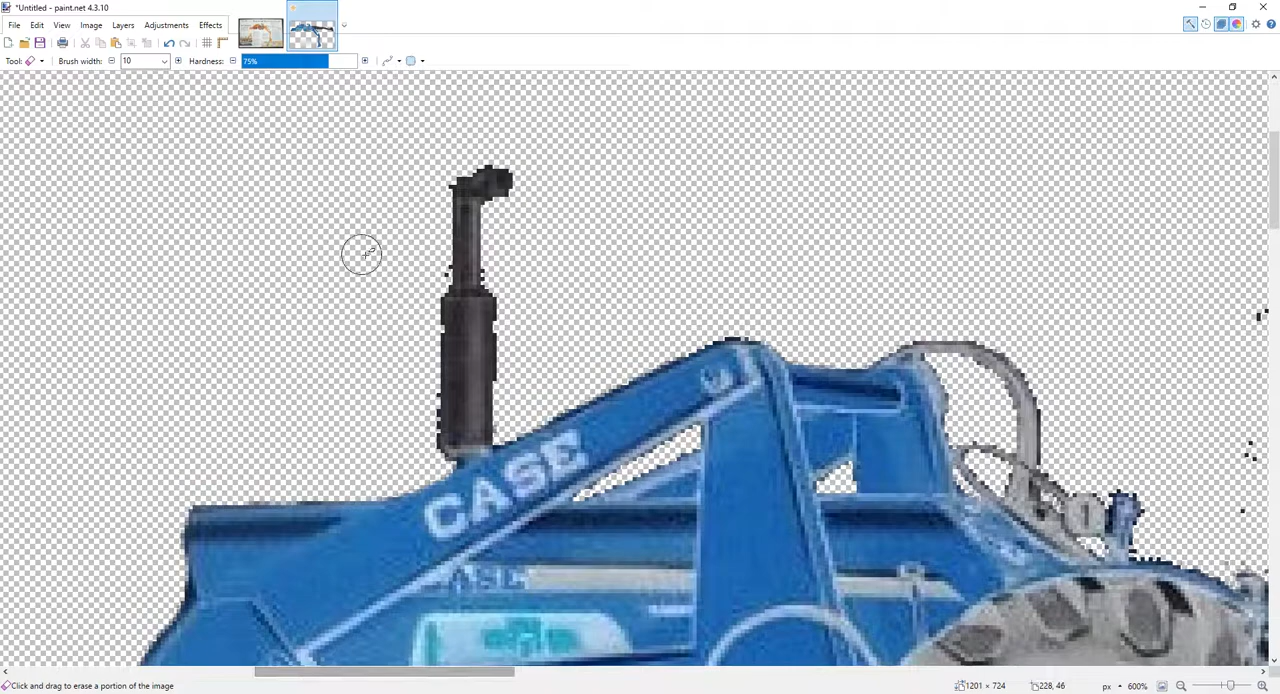 *Untitled - paint.net 4.3.10
File Edit View Image Layers Adjustments Effects
Tool: Brush width: 10 Hardness: 75%
CASE
CASE
Click and drag to erase a portion of the image
1201 × 724
228, 46
px
600%